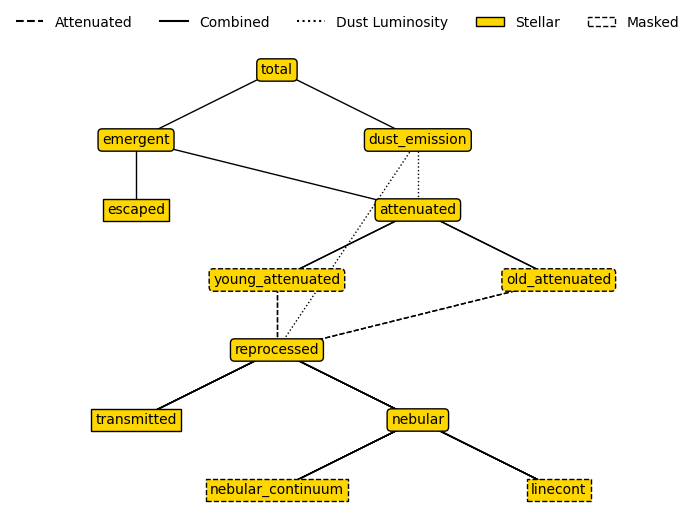 Attenuated Combined Dust Luminosity Stellar Masked
total
emergent dust_emission
escaped attenuated
young_attenuated old_attenuated
reprocessed
transmitted nebular
nebular_continuum linecont